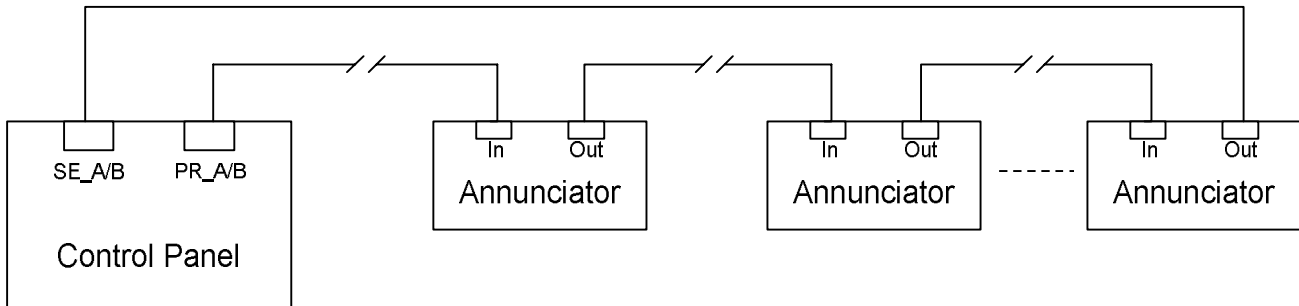 SE_A/B PR_A/B
Control Panel
In Out
Annunciator
In Out
Annunciator
In Out
Annunciator